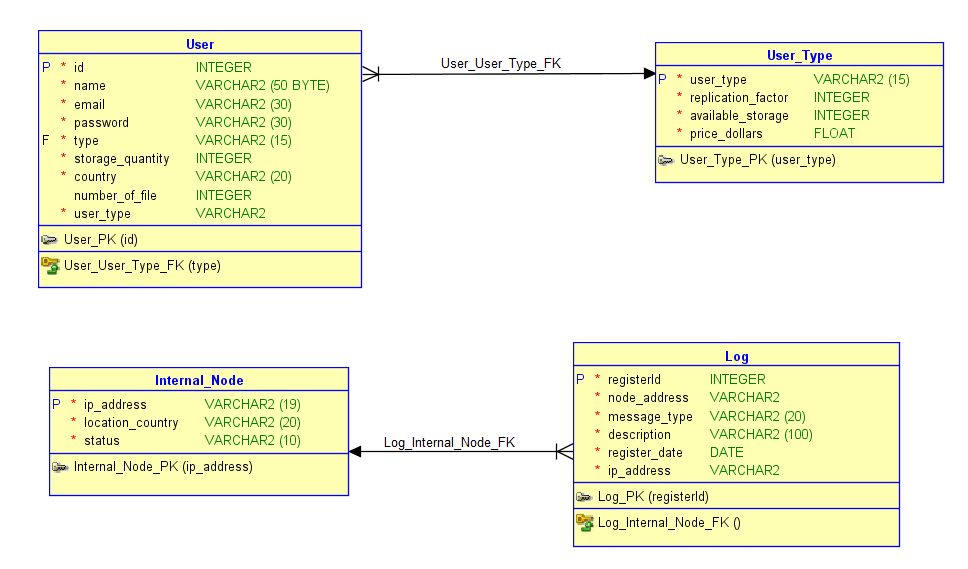 User
P * id INTEGER
* name VARCHAR2 (50 BYTE)
* email VARCHAR2 (30)
* password VARCHAR2 (30)
F * type VARCHAR2 (15)
* storage_quantity INTEGER
* country VARCHAR2 (20)
number_of_file INTEGER
* user_type VARCHAR2
User_PK (id)
User_User_Type_FK (type)
User_User_Type_FK
User_Type
P * user_type VARCHAR2 (15)
* replication_factor INTEGER
* available_storage INTEGER
* price_dollars FLOAT
User_Type_PK (user_type)
Internal_Node
P * ip_address VARCHAR2 (19)
* location_country VARCHAR2 (20)
* status VARCHAR2 (10)
Internal_Node_PK (ip_address)
Log_Internal_Node_FK
Log
P * registerId INTEGER
* node_address VARCHAR2
* message_type VARCHAR2 (20)
* description VARCHAR2 (100)
* register_date DATE
* ip_address VARCHAR2
Log_PK (registerId)
Log_Internal_Node_FK ()